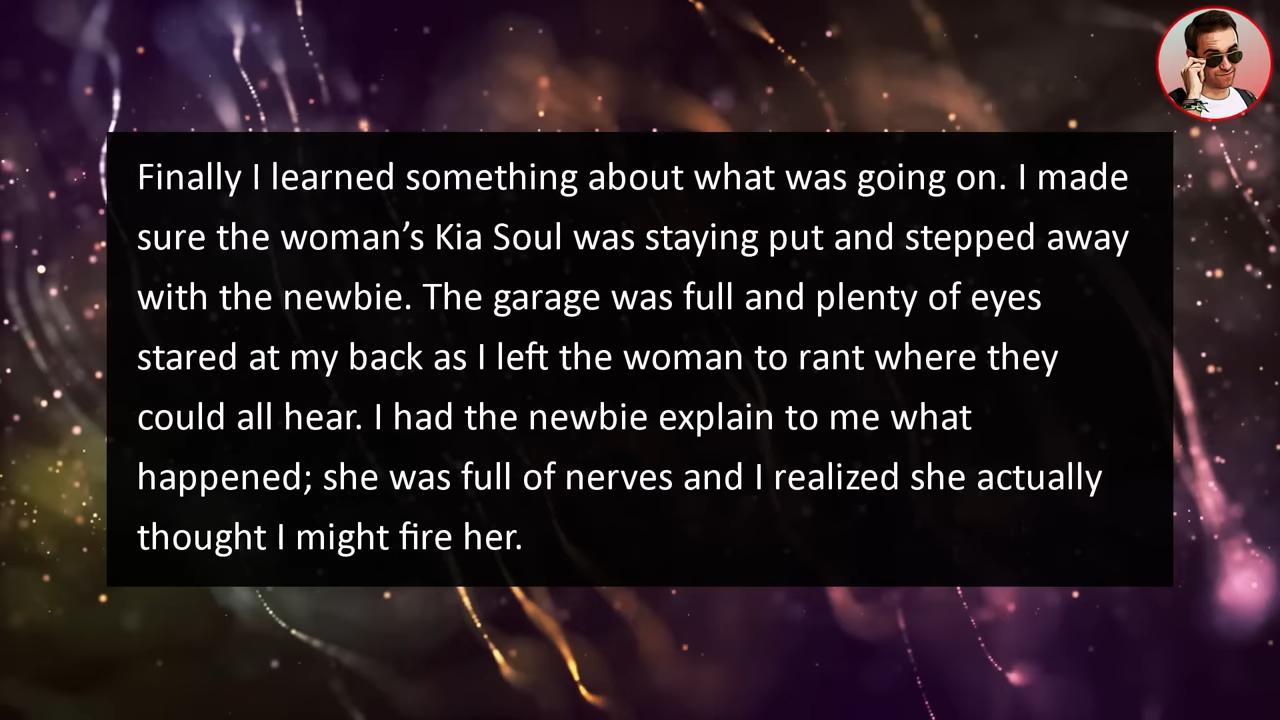 Finally I learned something about what was going on. I made
sure the woman’s Kia Soul was staying put and stepped away
with the newbie. The garage was full and plenty of eyes
stared at my back as I left the woman to rant where they
could all hear. I had the newbie explain to me what
happened; she was full of nerves and I realized she actually
thought I might fire her.